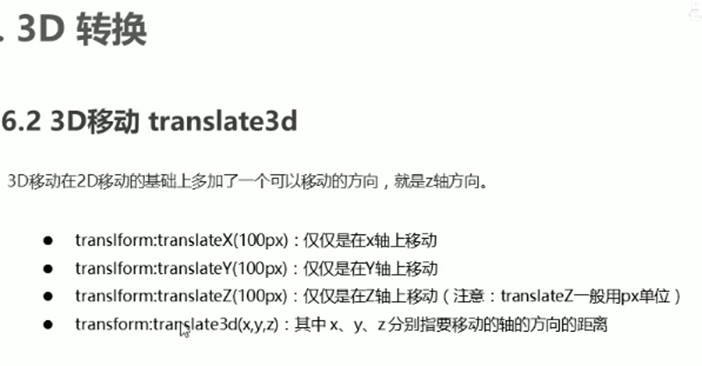 . 3D 转换
6.2 3D移动 translate3d
3D移动在2D移动的基础上多加了一个可以移动的方向，就是z轴方向。
● translform:translateX(100px)：仅仅是在x轴上移动
● translform:translateY(100px)：仅仅是在Y轴上移动
● translform:translateZ(100px)：仅仅是在Z轴上移动（注意：translateZ一般用px单位）
● transform:translate3d(x,y,z)：其中 x、y、z 分别指要移动的轴的方向的距离